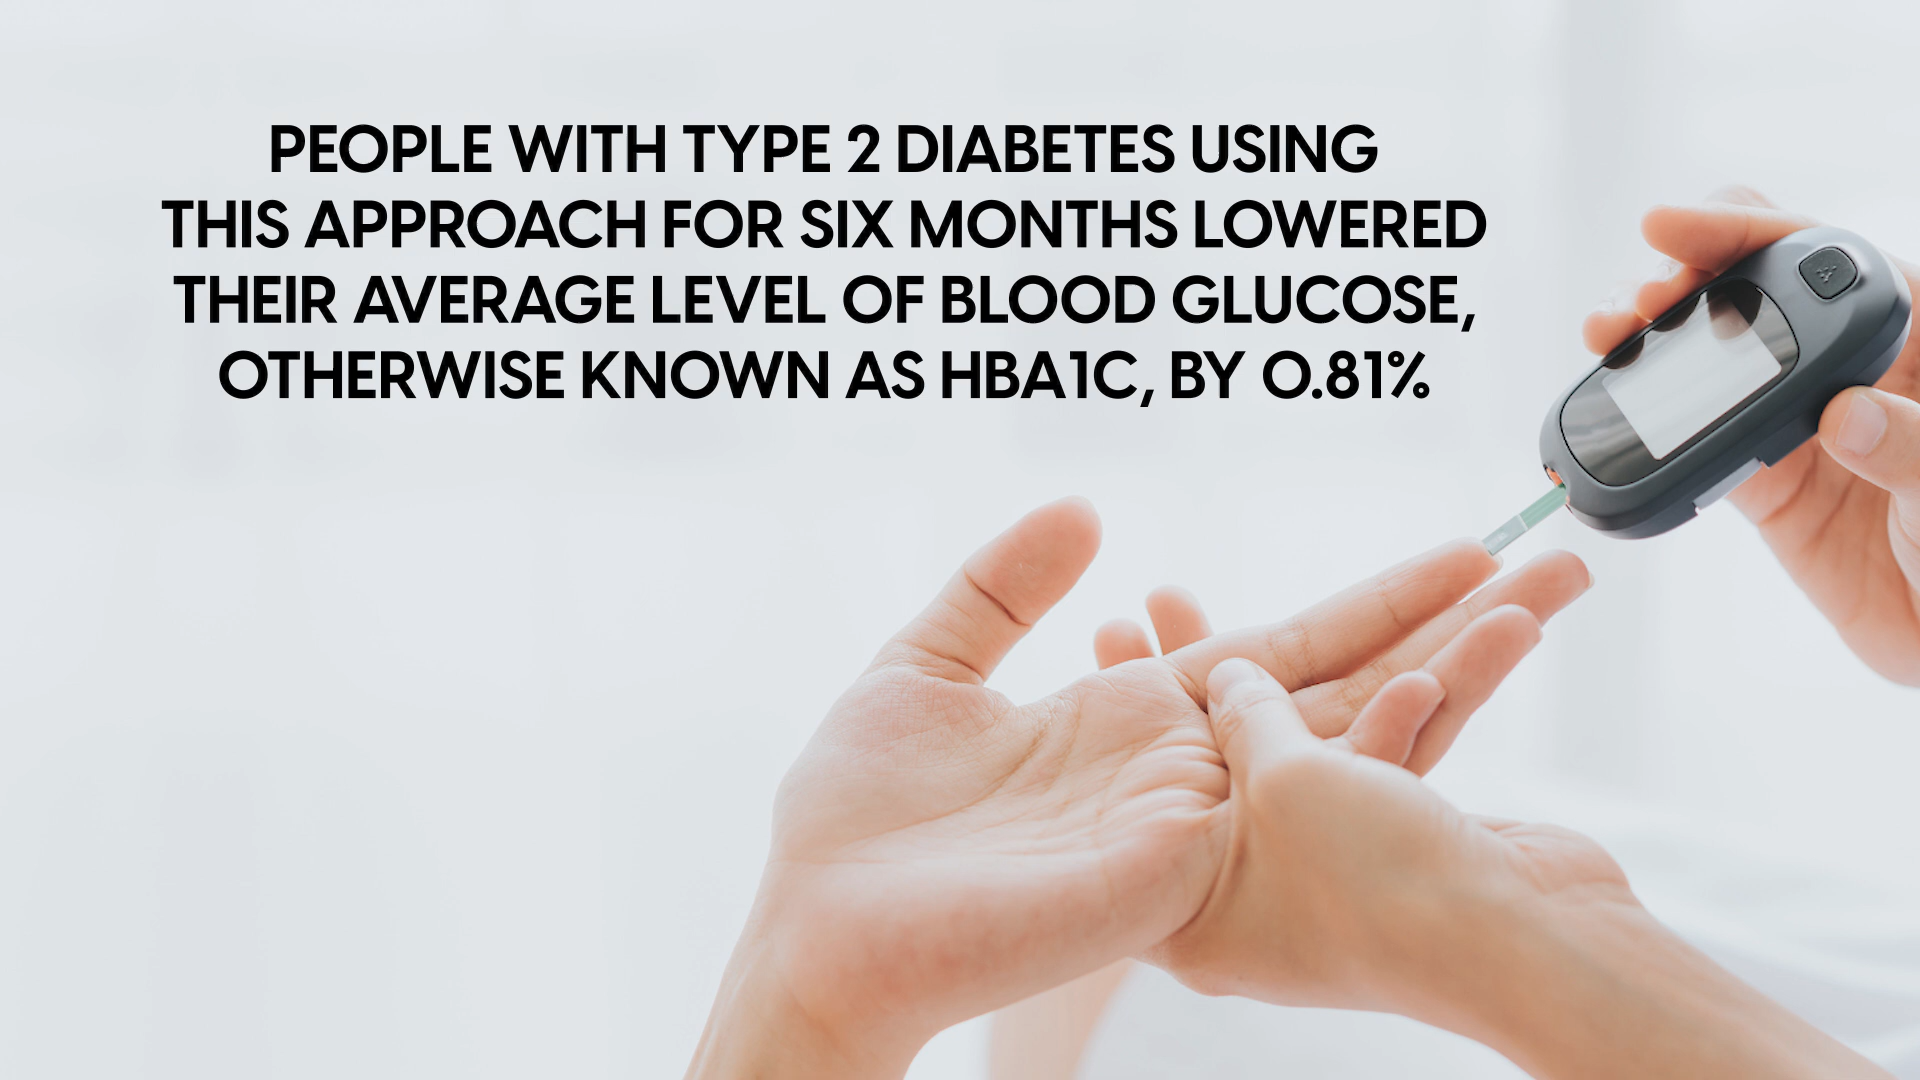 PEOPLE WITH TYPE 2 DIABETES USING
THIS APPROACH FOR SIX MONTHS LOWERED
THEIR AVERAGE LEVEL OF BLOOD GLUCOSE,
OTHERWISE KNOWN AS HBA1C, BY 0.81%